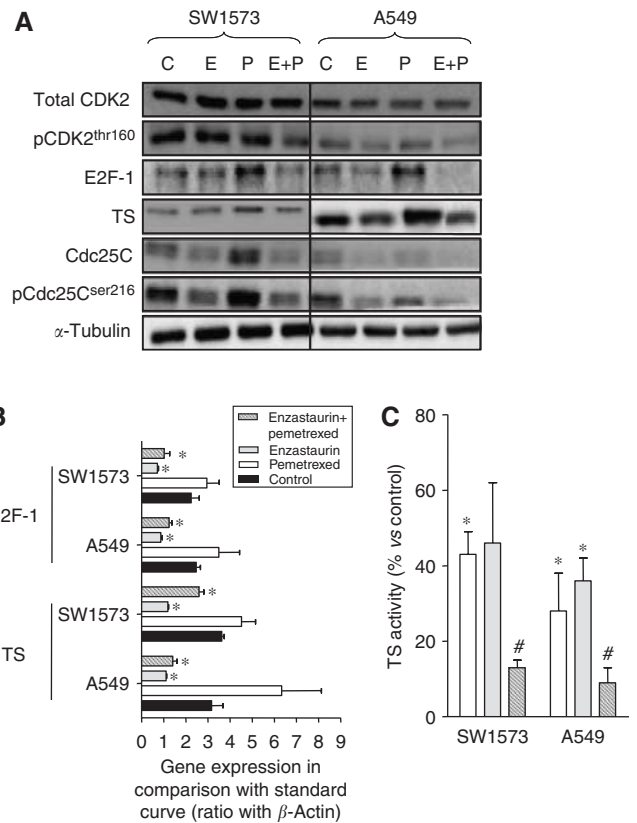 A
SW1573 A549
C E P E+P C E P E+P
Total CDK2
pCDK2thr160
E2F-1
TS
Cdc25C
pCdc25Cser216
α-Tubulin
B
Enzastaurin+
pemetrexed
Enzastaurin
Pemetrexed
Control
2F-1
SW1573
*
*
A549
*
*
TS
SW1573
*
*
A549
*
*
0 1 2 3 4 5 6 7 8 9
Gene expression in
comparison with standard
curve (ratio with β-Actin)
C
TS activity (% vs control)
80
60
40
20
0
* #
* * #
SW1573 A549